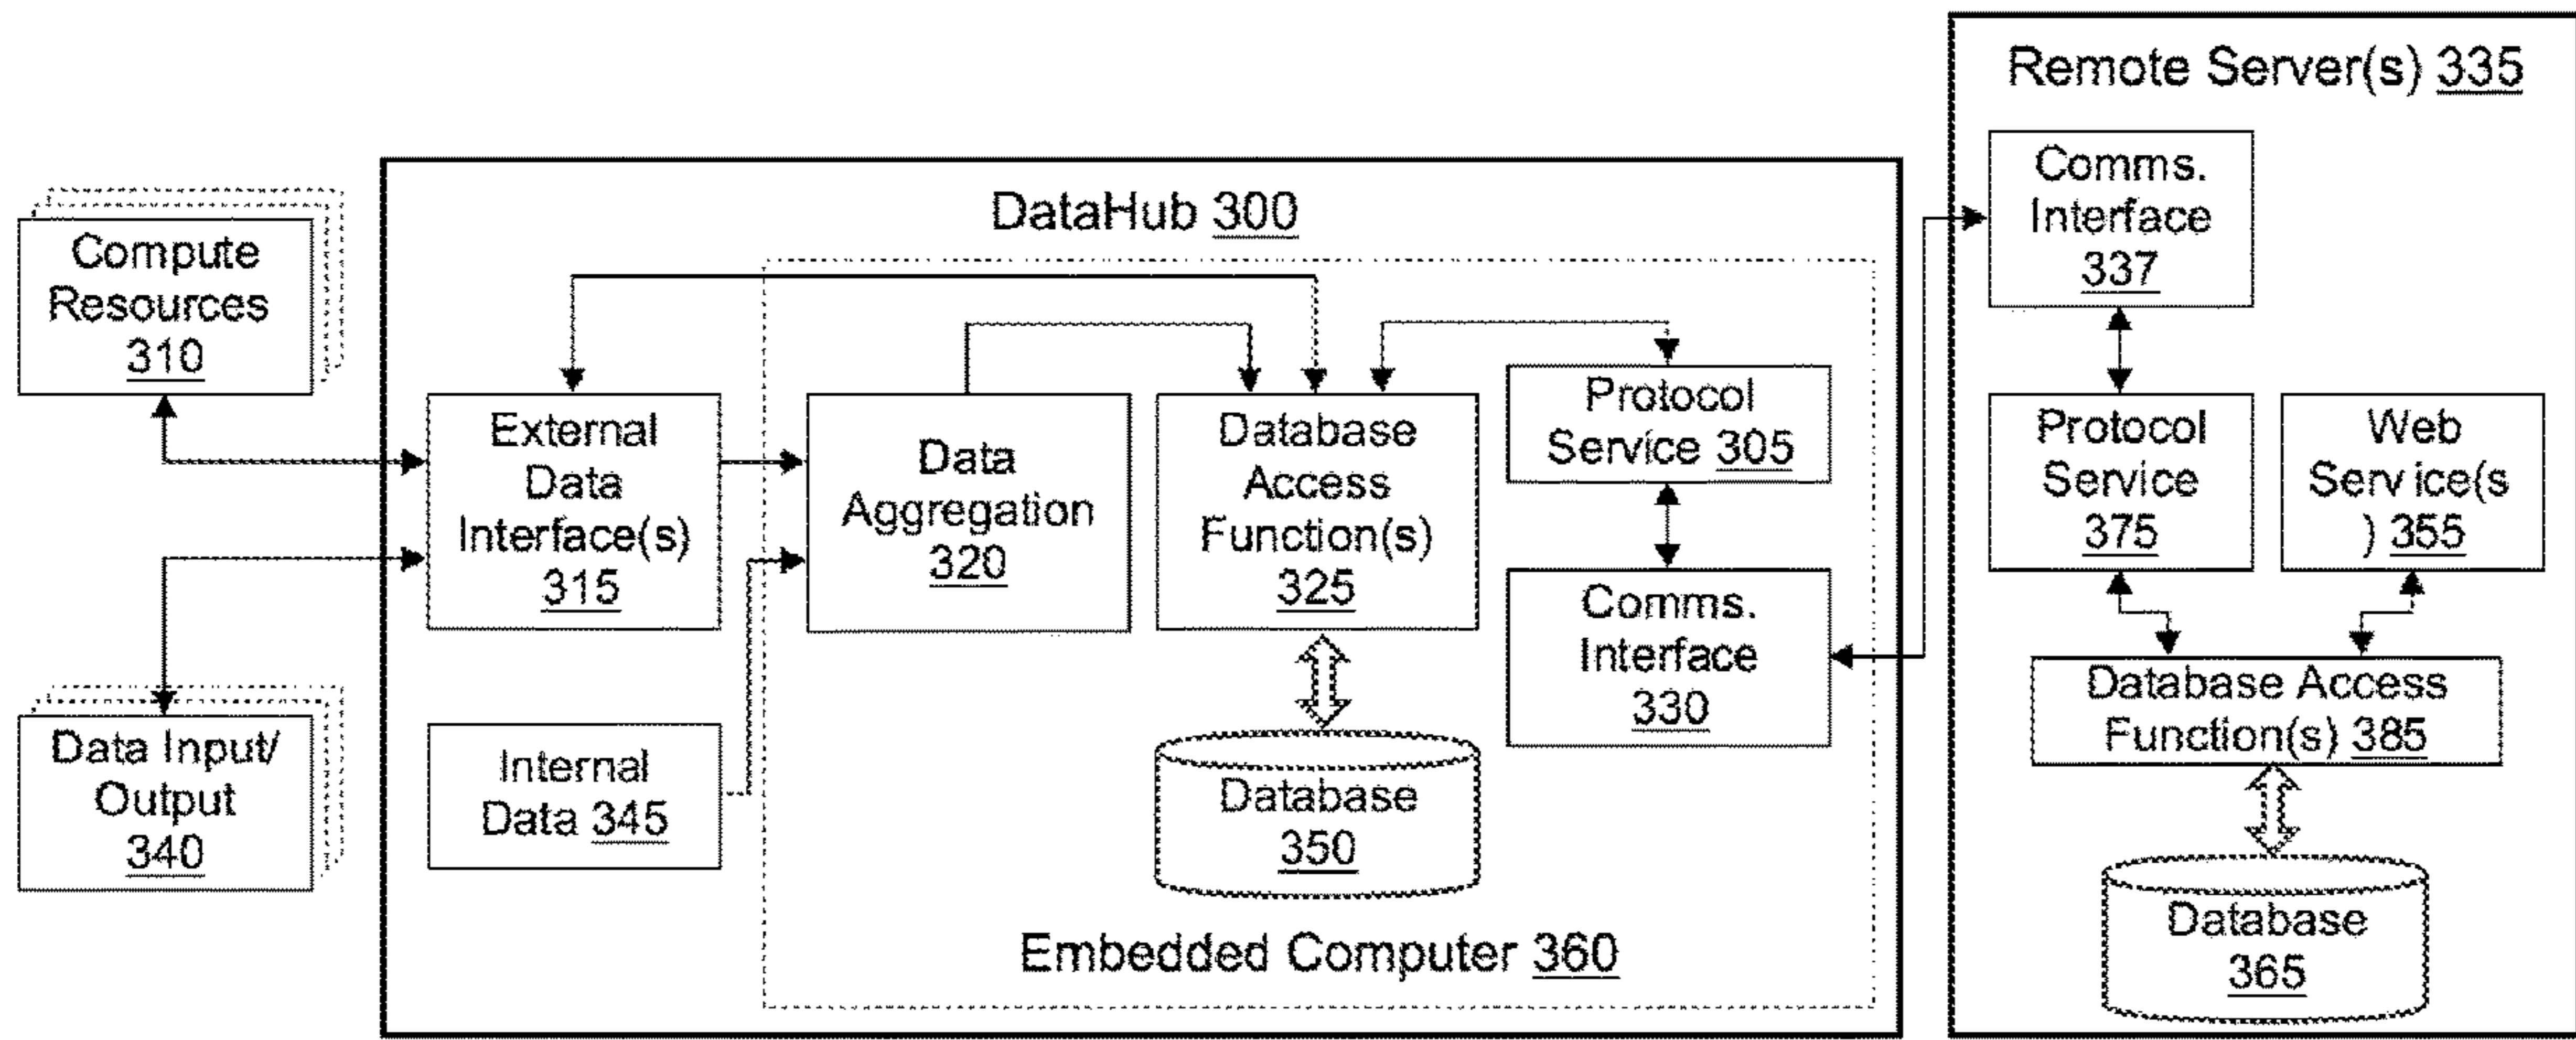 Remote Server(s) 335
Comms.
Interface
337
DataHub 300
Compute
Resources
310
External
Data
Interface(s)
315
Data
Aggregation
320
Database
Access
Function(s)
325
Protocol
Service 305
Protocol
Service
375
Web
Service(s
) 355
Comms.
Interface
330
Database Access
Function(s) 385
Data Input/
Output
340
Internal
Data 345
Database
350
Database
365
Embedded Computer 360